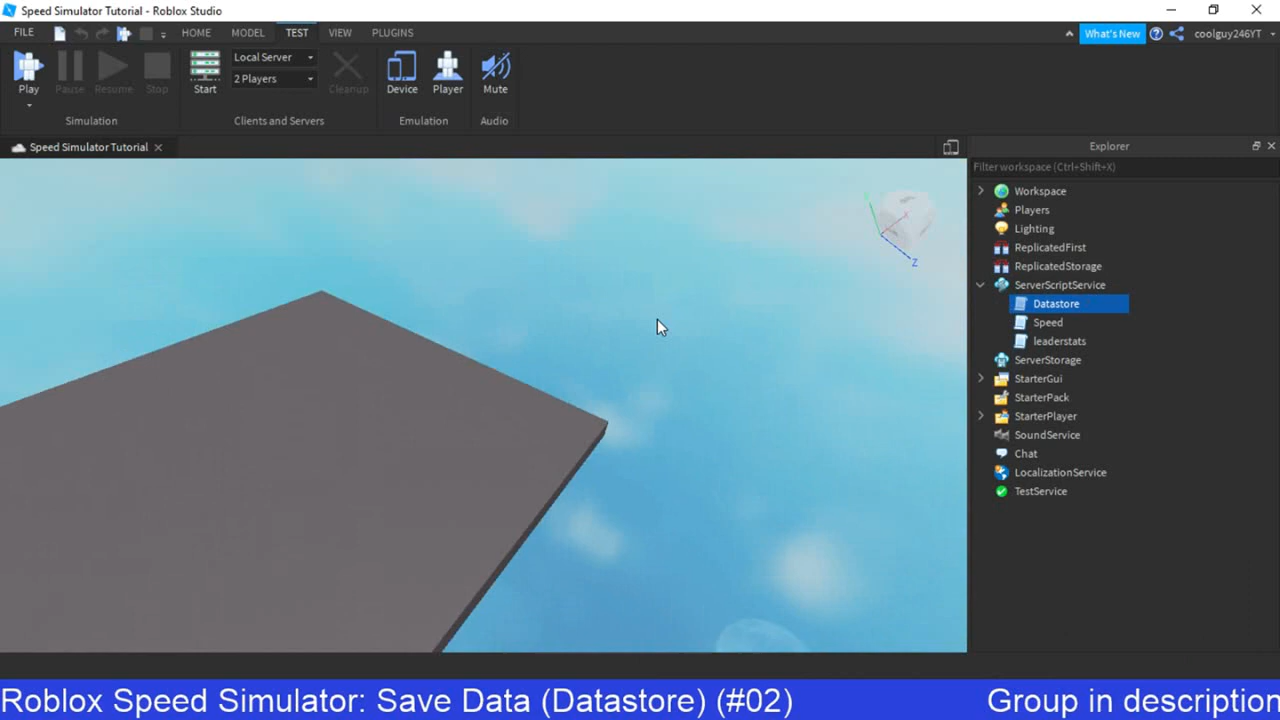 Speed Simulator Tutorial - Roblox Studio
FILE
HOME
MODEL
TEST
VIEW
PLUGINS
What's New
coolguy246YT
Play
Pause
Resume
Stop
Simulation
Start
Local Server
2 Players
Cleanup
Clients and Servers
Device
Player
Emulation
Mute
Audio
Speed Simulator Tutorial
Explorer
Filter workspace (Ctrl+Shift+X)
Workspace
Players
Lighting
ReplicatedFirst
ReplicatedStorage
ServerScriptService
Datastore
Speed
leaderstats
ServerStorage
StarterGui
StarterPack
StarterPlayer
SoundService
Chat
LocalizationService
TestService
X
Z
Roblox Speed Simulator: Save Data (Datastore) (#02)
Group in description